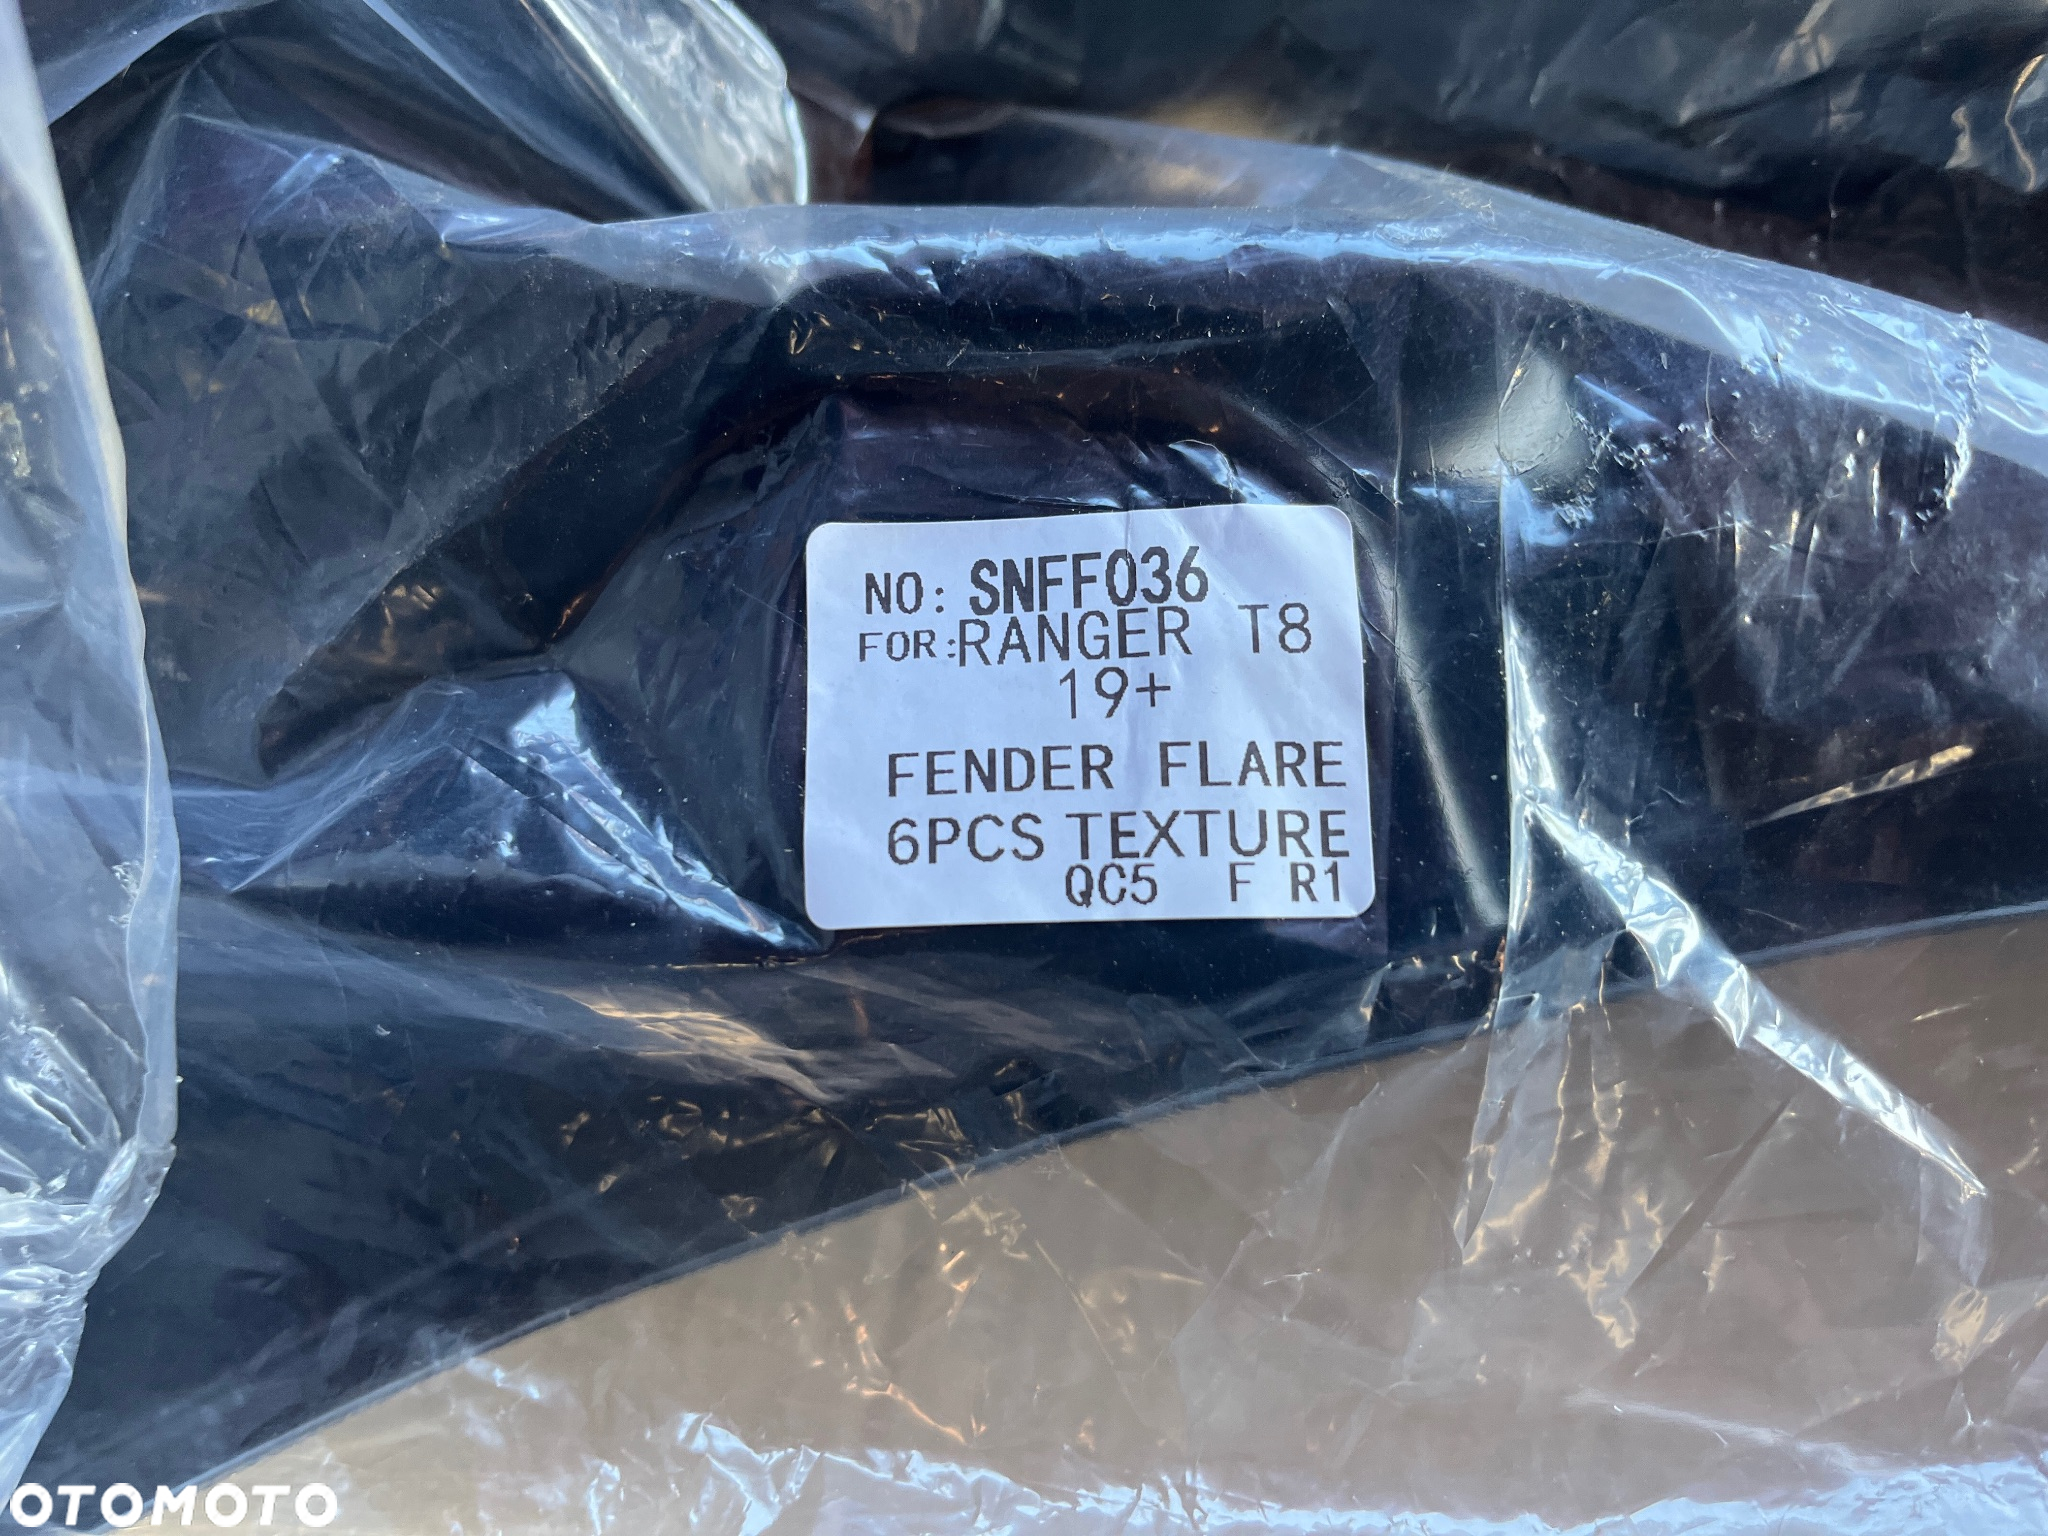 NO: SNFF036
FOR: RANGER T8
19+
FENDER FLARE
6PCS TEXTURE
QC5 F R1
OTOMOTO